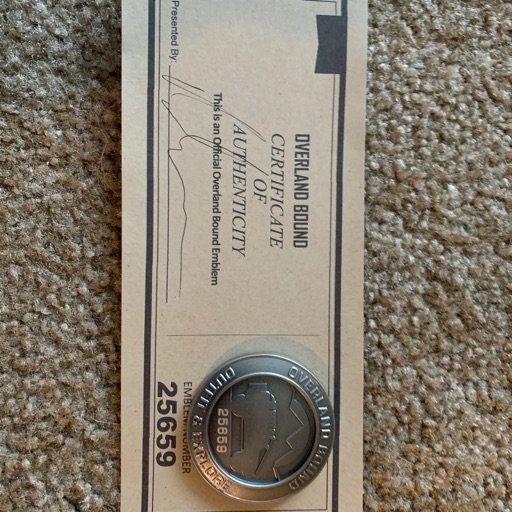 OVERLAND BOUND
CERTIFICATE
OF
AUTHENTICITY
This is an Official Overland Bound Emblem
Presented By:
EMBLEM NUMBER
25659
OVERLAND BOUND
OUTFIT & EXPLORE
25659